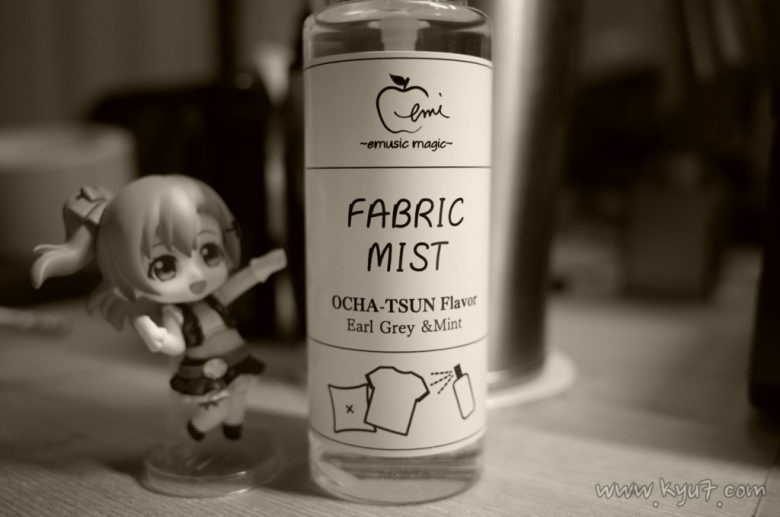 emi
~emusic magic~
FABRIC
MIST
OCHA-TSUN Flavor
Earl Grey &Mint
www.kyu7.com